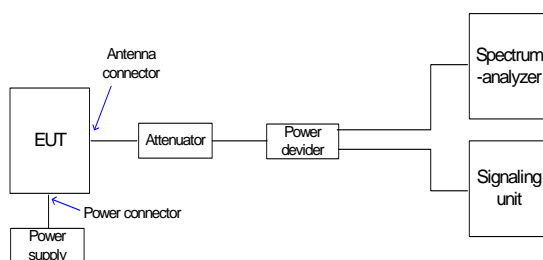 Antenna
connector
Spectrum
-analyzer
EUT
Attenuator
Power
devider
Signaling
unit
Power connector
Power
supply